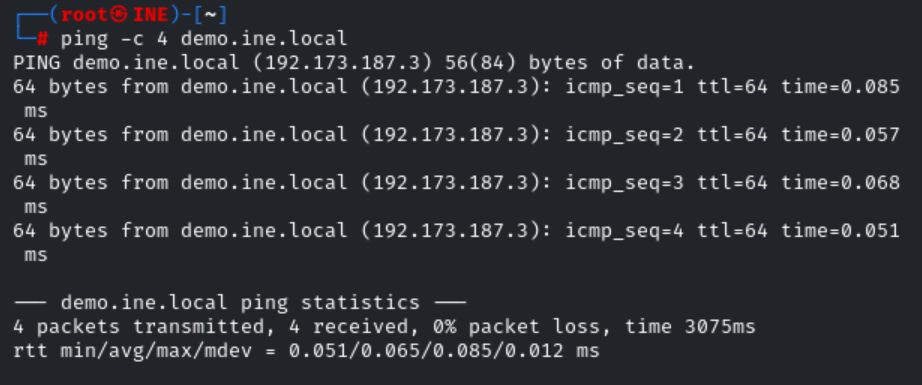 ┌──(root㉿INE)-[~]
└─# ping -c 4 demo.ine.local
PING demo.ine.local (192.173.187.3) 56(84) bytes of data.
64 bytes from demo.ine.local (192.173.187.3): icmp_seq=1 ttl=64 time=0.085
 ms
64 bytes from demo.ine.local (192.173.187.3): icmp_seq=2 ttl=64 time=0.057
 ms
64 bytes from demo.ine.local (192.173.187.3): icmp_seq=3 ttl=64 time=0.068
 ms
64 bytes from demo.ine.local (192.173.187.3): icmp_seq=4 ttl=64 time=0.051
 ms

--- demo.ine.local ping statistics ---
4 packets transmitted, 4 received, 0% packet loss, time 3075ms
rtt min/avg/max/mdev = 0.051/0.065/0.085/0.012 ms